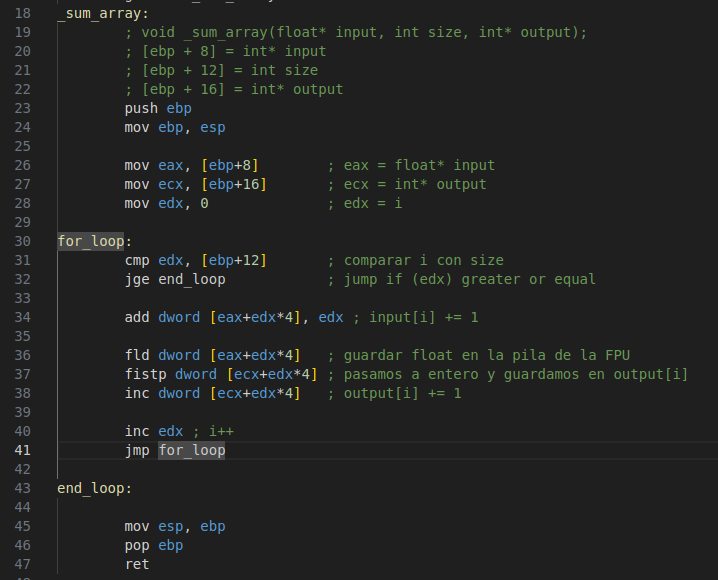 18 _sum_array:
19 ; void _sum_array(float* input, int size, int* output);
20 ; [ebp + 8] = int* input
21 ; [ebp + 12] = int size
22 ; [ebp + 16] = int* output
23 push ebp
24 mov ebp, esp
25
26 mov eax, [ebp+8] ; eax = float* input
27 mov ecx, [ebp+16] ; ecx = int* output
28 mov edx, 0 ; edx = i
29
30 for_loop:
31 cmp edx, [ebp+12] ; comparar i con size
32 jge end_loop ; jump if (edx) greater or equal
33
34 add dword [eax+edx*4], edx ; input[i] += 1
35
36 fld dword [eax+edx*4] ; guardar float en la pila de la FPU
37 fistp dword [ecx+edx*4] ; pasamos a entero y guardamos en output[i]
38 inc dword [ecx+edx*4] ; output[i] += 1
39
40 inc edx ; i++
41 jmp for_loop
42
43 end_loop:
44
45 mov esp, ebp
46 pop ebp
47 ret